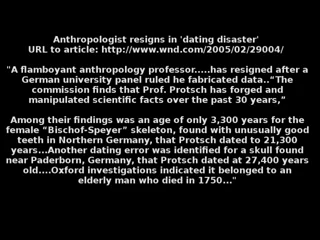 Anthropologist resigns in 'dating disaster'
URL to article: http://www.wnd.com/2005/02/29004/
"A flamboyant anthropology professor.....has resigned after a
German university panel ruled he fabricated data..“The
commission finds that Prof. Protsch has forged and
manipulated scientific facts over the past 30 years,”
Among their findings was an age of only 3,300 years for the
female “Bischof-Speyer” skeleton, found with unusually good
teeth in Northern Germany, that Protsch dated to 21,300
years...Another dating error was identified for a skull found
near Paderborn, Germany, that Protsch dated at 27,400 years
old....Oxford investigations indicated it belonged to an
elderly man who died in 1750..."